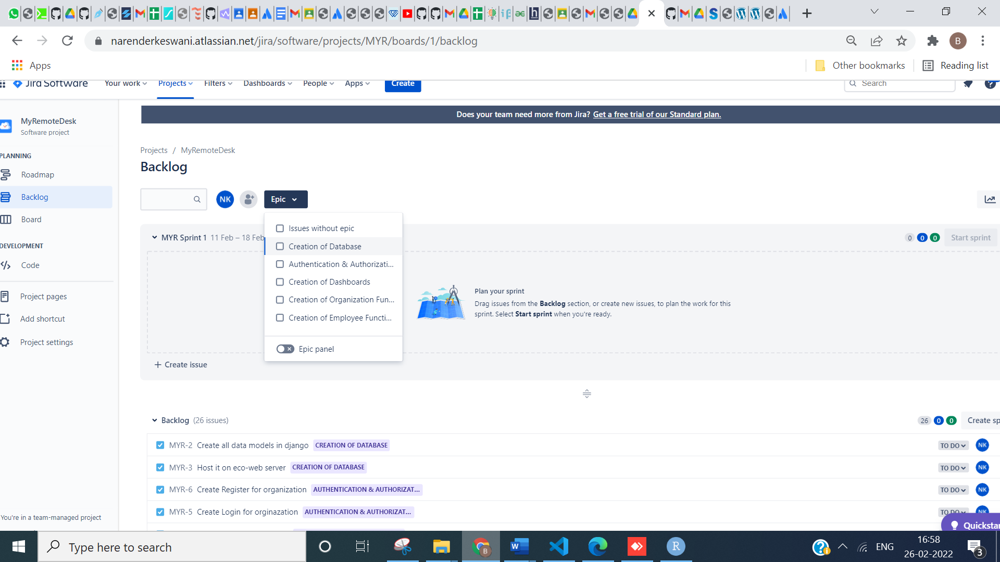 narenderkeswani.atlassian.net/jira/software/projects/MYR/boards/1/backlog
B
Apps
Other bookmarks
Reading list
Jira Software
Your work
Projects
Filters
Dashboards
People
Apps
Create
Search
Does your team need more from Jira? Get a free trial of our Standard plan.
MyRemoteDesk
Software project
PLANNING
Roadmap
Backlog
Board
DEVELOPMENT
Code
Project pages
Add shortcut
Project settings
You're in a team-managed project
Projects / MyRemoteDesk
Backlog
NK
Epic
Issues without epic
Creation of Database
Authentication & Authorizati...
Creation of Dashboards
Creation of Organization Fun...
Creation of Employee Functi...
Epic panel
MYR Sprint 1 11 Feb – 18 Feb
0 0 0 Start sprint
Plan your sprint
Drag issues from the Backlog section, or create new issues, to plan the work for this
sprint. Select Start sprint when you're ready.
+ Create issue
Backlog (26 issues)
26 0 0 Create sp
MYR-2 Create all data models in django CREATION OF DATABASE TO DO NK
MYR-3 Host it on eco-web server CREATION OF DATABASE TO DO NK
MYR-6 Create Register for organization AUTHENTICATION & AUTHORIZAT... TO DO NK
MYR-5 Create Login for orginazation AUTHENTICATION & AUTHORIZAT... TO DO NK
Quickstar
Type here to search
ENG
16:58
26-02-2022
3